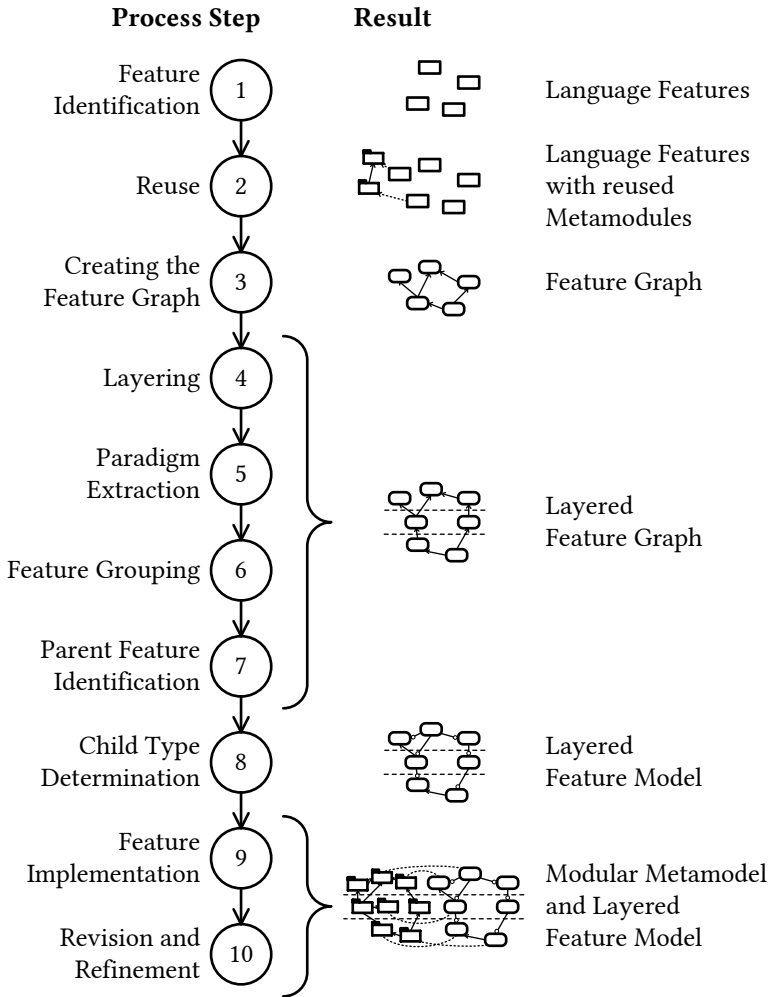 Process Step
Result
Feature
Identification
1
Language Features
Reuse
2
Language Features
with reused
Metamodules
Creating the
Feature Graph
3
Feature Graph
Layering
4
Paradigm
Extraction
5
Layered
Feature Graph
Feature Grouping
6
Parent Feature
Identification
7
Child Type
Determination
8
Layered
Feature Model
Feature
Implementation
9
Modular Metamodel
and Layered
Feature Model
Revision and
Refinement
10